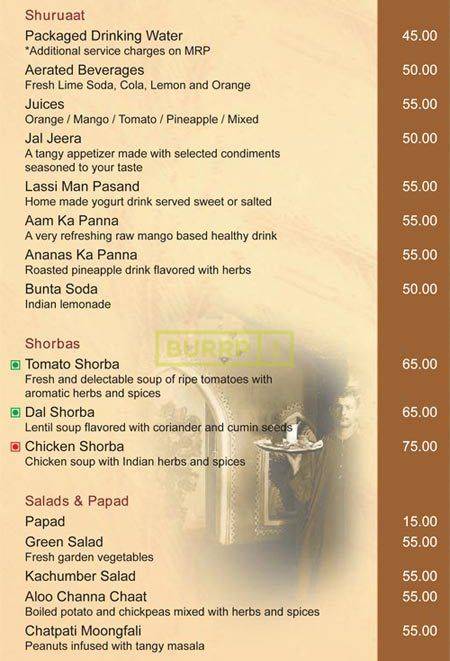 Shuruaat
Packaged Drinking Water 45.00
*Additional service charges on MRP
Aerated Beverages 50.00
Fresh Lime Soda, Cola, Lemon and Orange
Juices 55.00
Orange / Mango / Tomato / Pineapple / Mixed
Jal Jeera 50.00
A tangy appetizer made with selected condiments
seasoned to your taste
Lassi Man Pasand 55.00
Home made yogurt drink served sweet or salted
Aam Ka Panna 55.00
A very refreshing raw mango based healthy drink
Ananas Ka Panna 55.00
Roasted pineapple drink flavored with herbs
Bunta Soda 50.00
Indian lemonade
Shorbas
BURRP
Tomato Shorba 65.00
Fresh and delectable soup of ripe tomatoes with
aromatic herbs and spices
Dal Shorba 65.00
Lentil soup flavored with coriander and cumin seeds
Chicken Shorba 75.00
Chicken soup with Indian herbs and spices
Salads & Papad
Papad 15.00
Green Salad 55.00
Fresh garden vegetables
Kachumber Salad 55.00
Aloo Channa Chaat 55.00
Boiled potato and chickpeas mixed with herbs and spices
Chatpati Moongfali 55.00
Peanuts infused with tangy masala